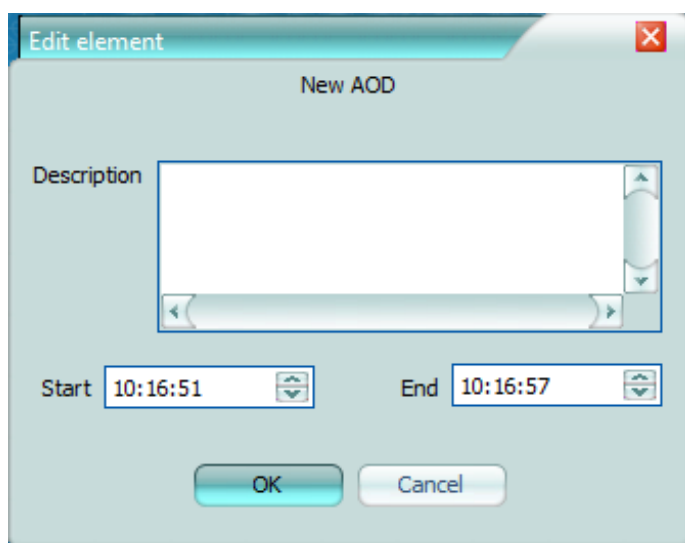 Edit element
New AOD
Description
Start 10:16:51 End 10:16:57
OK Cancel